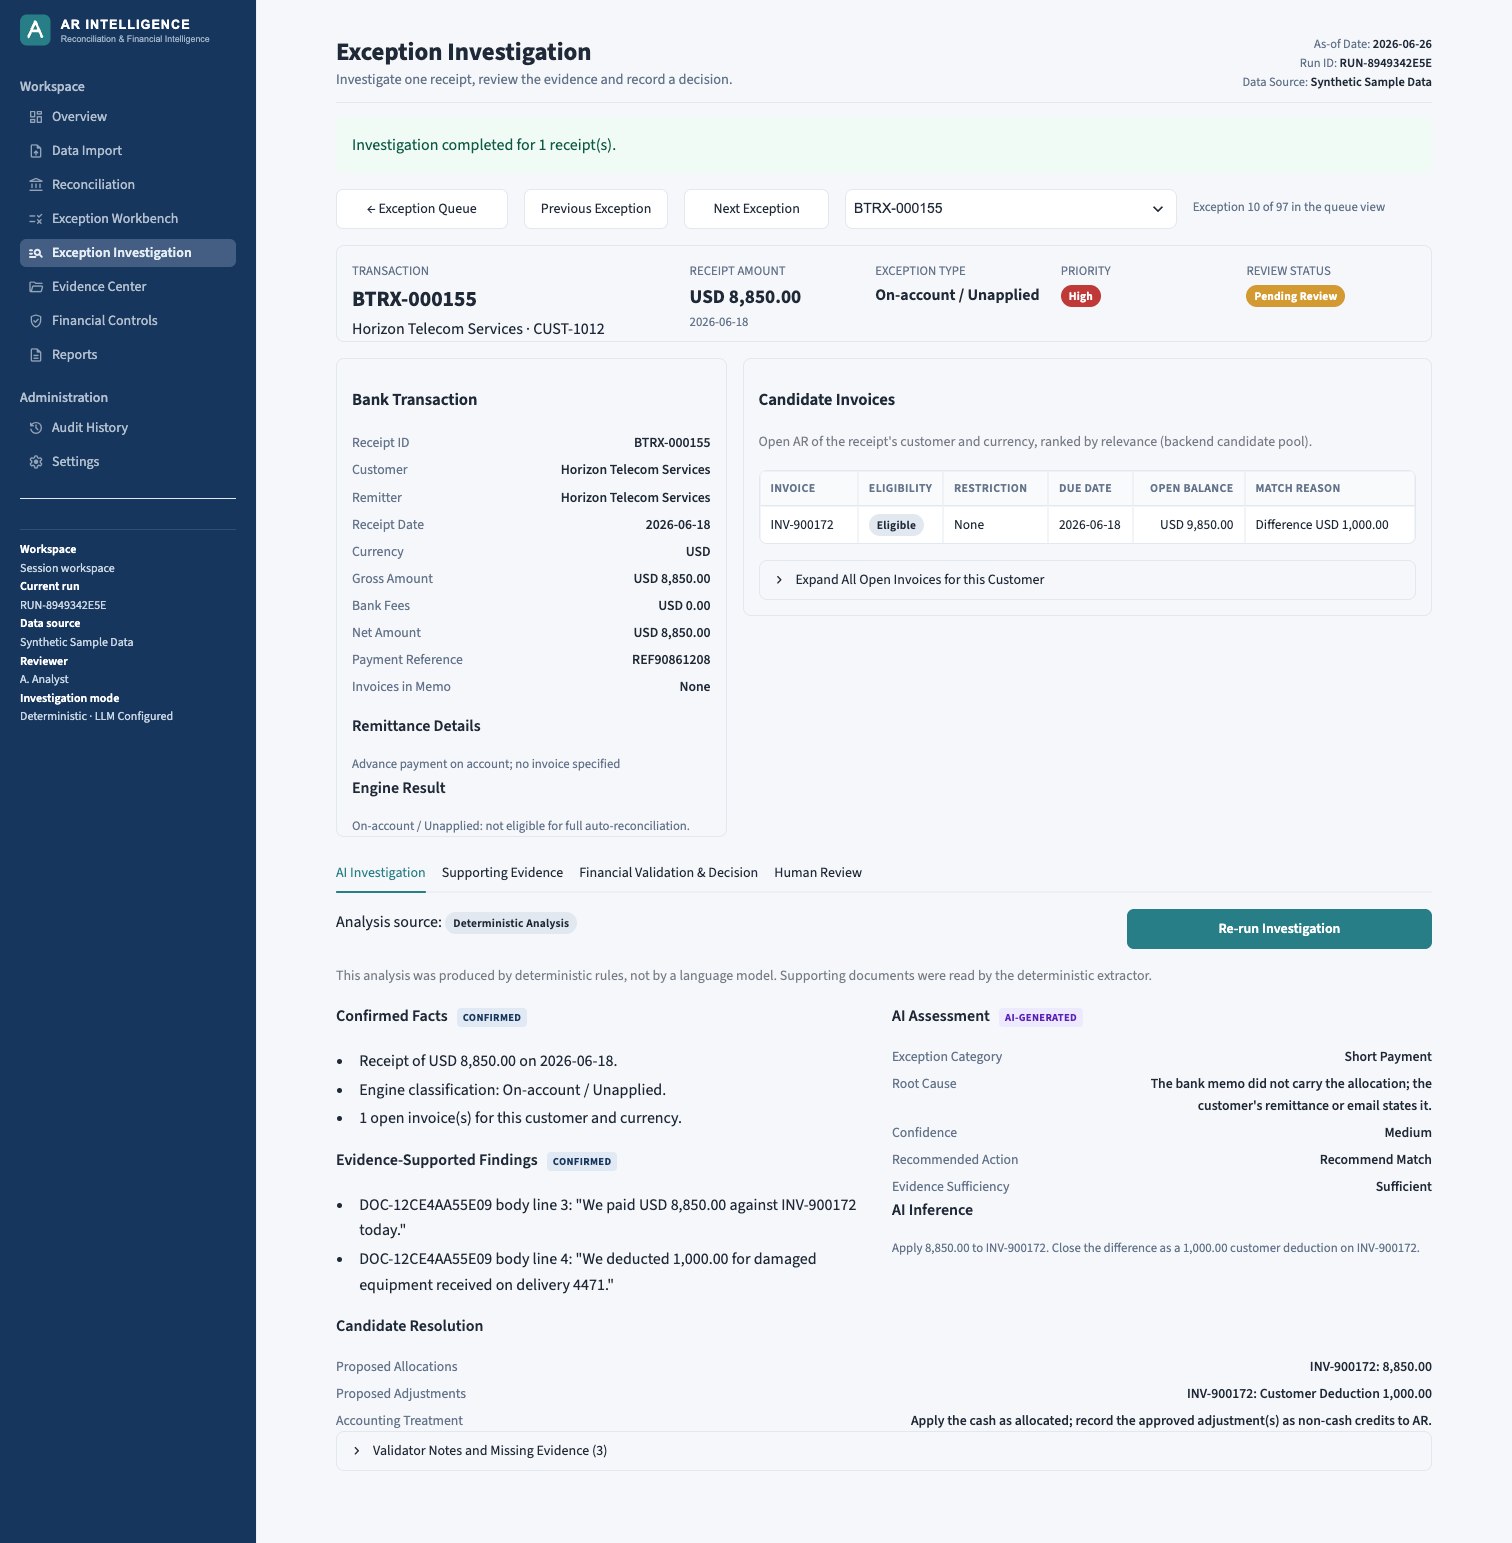 AR INTELLIGENCE
Reconciliation & Financial Intelligence
Workspace
Overview
Data Import
Reconciliation
Exception Workbench
Exception Investigation
Evidence Center
Financial Controls
Reports
Administration
Audit History
Settings
Workspace
Session workspace
Current run
RUN-8949342E5E
Data source
Synthetic Sample Data
Reviewer
A. Analyst
Investigation mode
Deterministic · LLM Configured
Exception Investigation
Investigate one receipt, review the evidence and record a decision.
As-of Date: 2026-06-26
Run ID: RUN-8949342E5E
Data Source: Synthetic Sample Data
Investigation completed for 1 receipt(s).
← Exception Queue
Previous Exception
Next Exception
BTRX-000155
Exception 10 of 97 in the queue view
TRANSACTION
BTRX-000155
Horizon Telecom Services · CUST-1012
RECEIPT AMOUNT
USD 8,850.00
2026-06-18
EXCEPTION TYPE
On-account / Unapplied
PRIORITY
High
REVIEW STATUS
Pending Review
Bank Transaction
Receipt ID BTRX-000155
Customer Horizon Telecom Services
Remitter Horizon Telecom Services
Receipt Date 2026-06-18
Currency USD
Gross Amount USD 8,850.00
Bank Fees USD 0.00
Net Amount USD 8,850.00
Payment Reference REF90861208
Invoices in Memo None
Remittance Details
Advance payment on account; no invoice specified
Engine Result
On-account / Unapplied: not eligible for full auto-reconciliation.
Candidate Invoices
Open AR of the receipt's customer and currency, ranked by relevance (backend candidate pool).
INVOICE ELIGIBILITY RESTRICTION DUE DATE OPEN BALANCE MATCH REASON
INV-900172 Eligible None 2026-06-18 USD 9,850.00 Difference USD 1,000.00
Expand All Open Invoices for this Customer
AI Investigation Supporting Evidence Financial Validation & Decision Human Review
Analysis source: Deterministic Analysis
Re-run Investigation
This analysis was produced by deterministic rules, not by a language model. Supporting documents were read by the deterministic extractor.
Confirmed Facts CONFIRMED
• Receipt of USD 8,850.00 on 2026-06-18.
• Engine classification: On-account / Unapplied.
• 1 open invoice(s) for this customer and currency.
Evidence-Supported Findings CONFIRMED
• DOC-12CE4AA55E09 body line 3: "We paid USD 8,850.00 against INV-900172
today."
• DOC-12CE4AA55E09 body line 4: "We deducted 1,000.00 for damaged
equipment received on delivery 4471."
AI Assessment AI-GENERATED
Exception Category Short Payment
Root Cause The bank memo did not carry the allocation; the
customer's remittance or email states it.
Confidence Medium
Recommended Action Recommend Match
Evidence Sufficiency Sufficient
AI Inference
Apply 8,850.00 to INV-900172. Close the difference as a 1,000.00 customer deduction on INV-900172.
Candidate Resolution
Proposed Allocations INV-900172: 8,850.00
Proposed Adjustments INV-900172: Customer Deduction 1,000.00
Accounting Treatment Apply the cash as allocated; record the approved adjustment(s) as non-cash credits to AR.
Validator Notes and Missing Evidence (3)